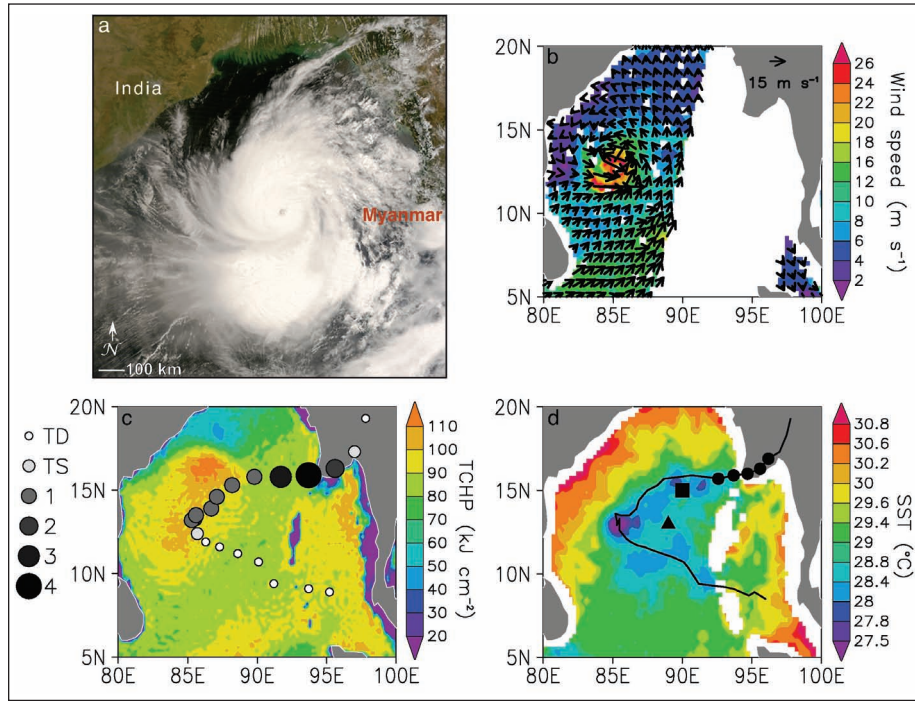 a
India
Myanmar
N
100 km
b
20N
15N
10N
5N
80E 85E 90E 95E 100E
15 m s⁻¹
26
24
22
20
18
16
14
12
10
8
6
4
2
Wind speed (m s⁻¹)
TD
TS
1
2
3
4
c
20N
15N
10N
5N
80E 85E 90E 95E 100E
110
100
90
80
70
60
50
40
30
20
TCHP (kJ cm⁻²)
d
20N
15N
10N
5N
80E 85E 90E 95E 100E
30.8
30.6
30.2
30
29.6
29.4
29
28.8
28.4
28.2
28
27.8
27.5
SST (°C)